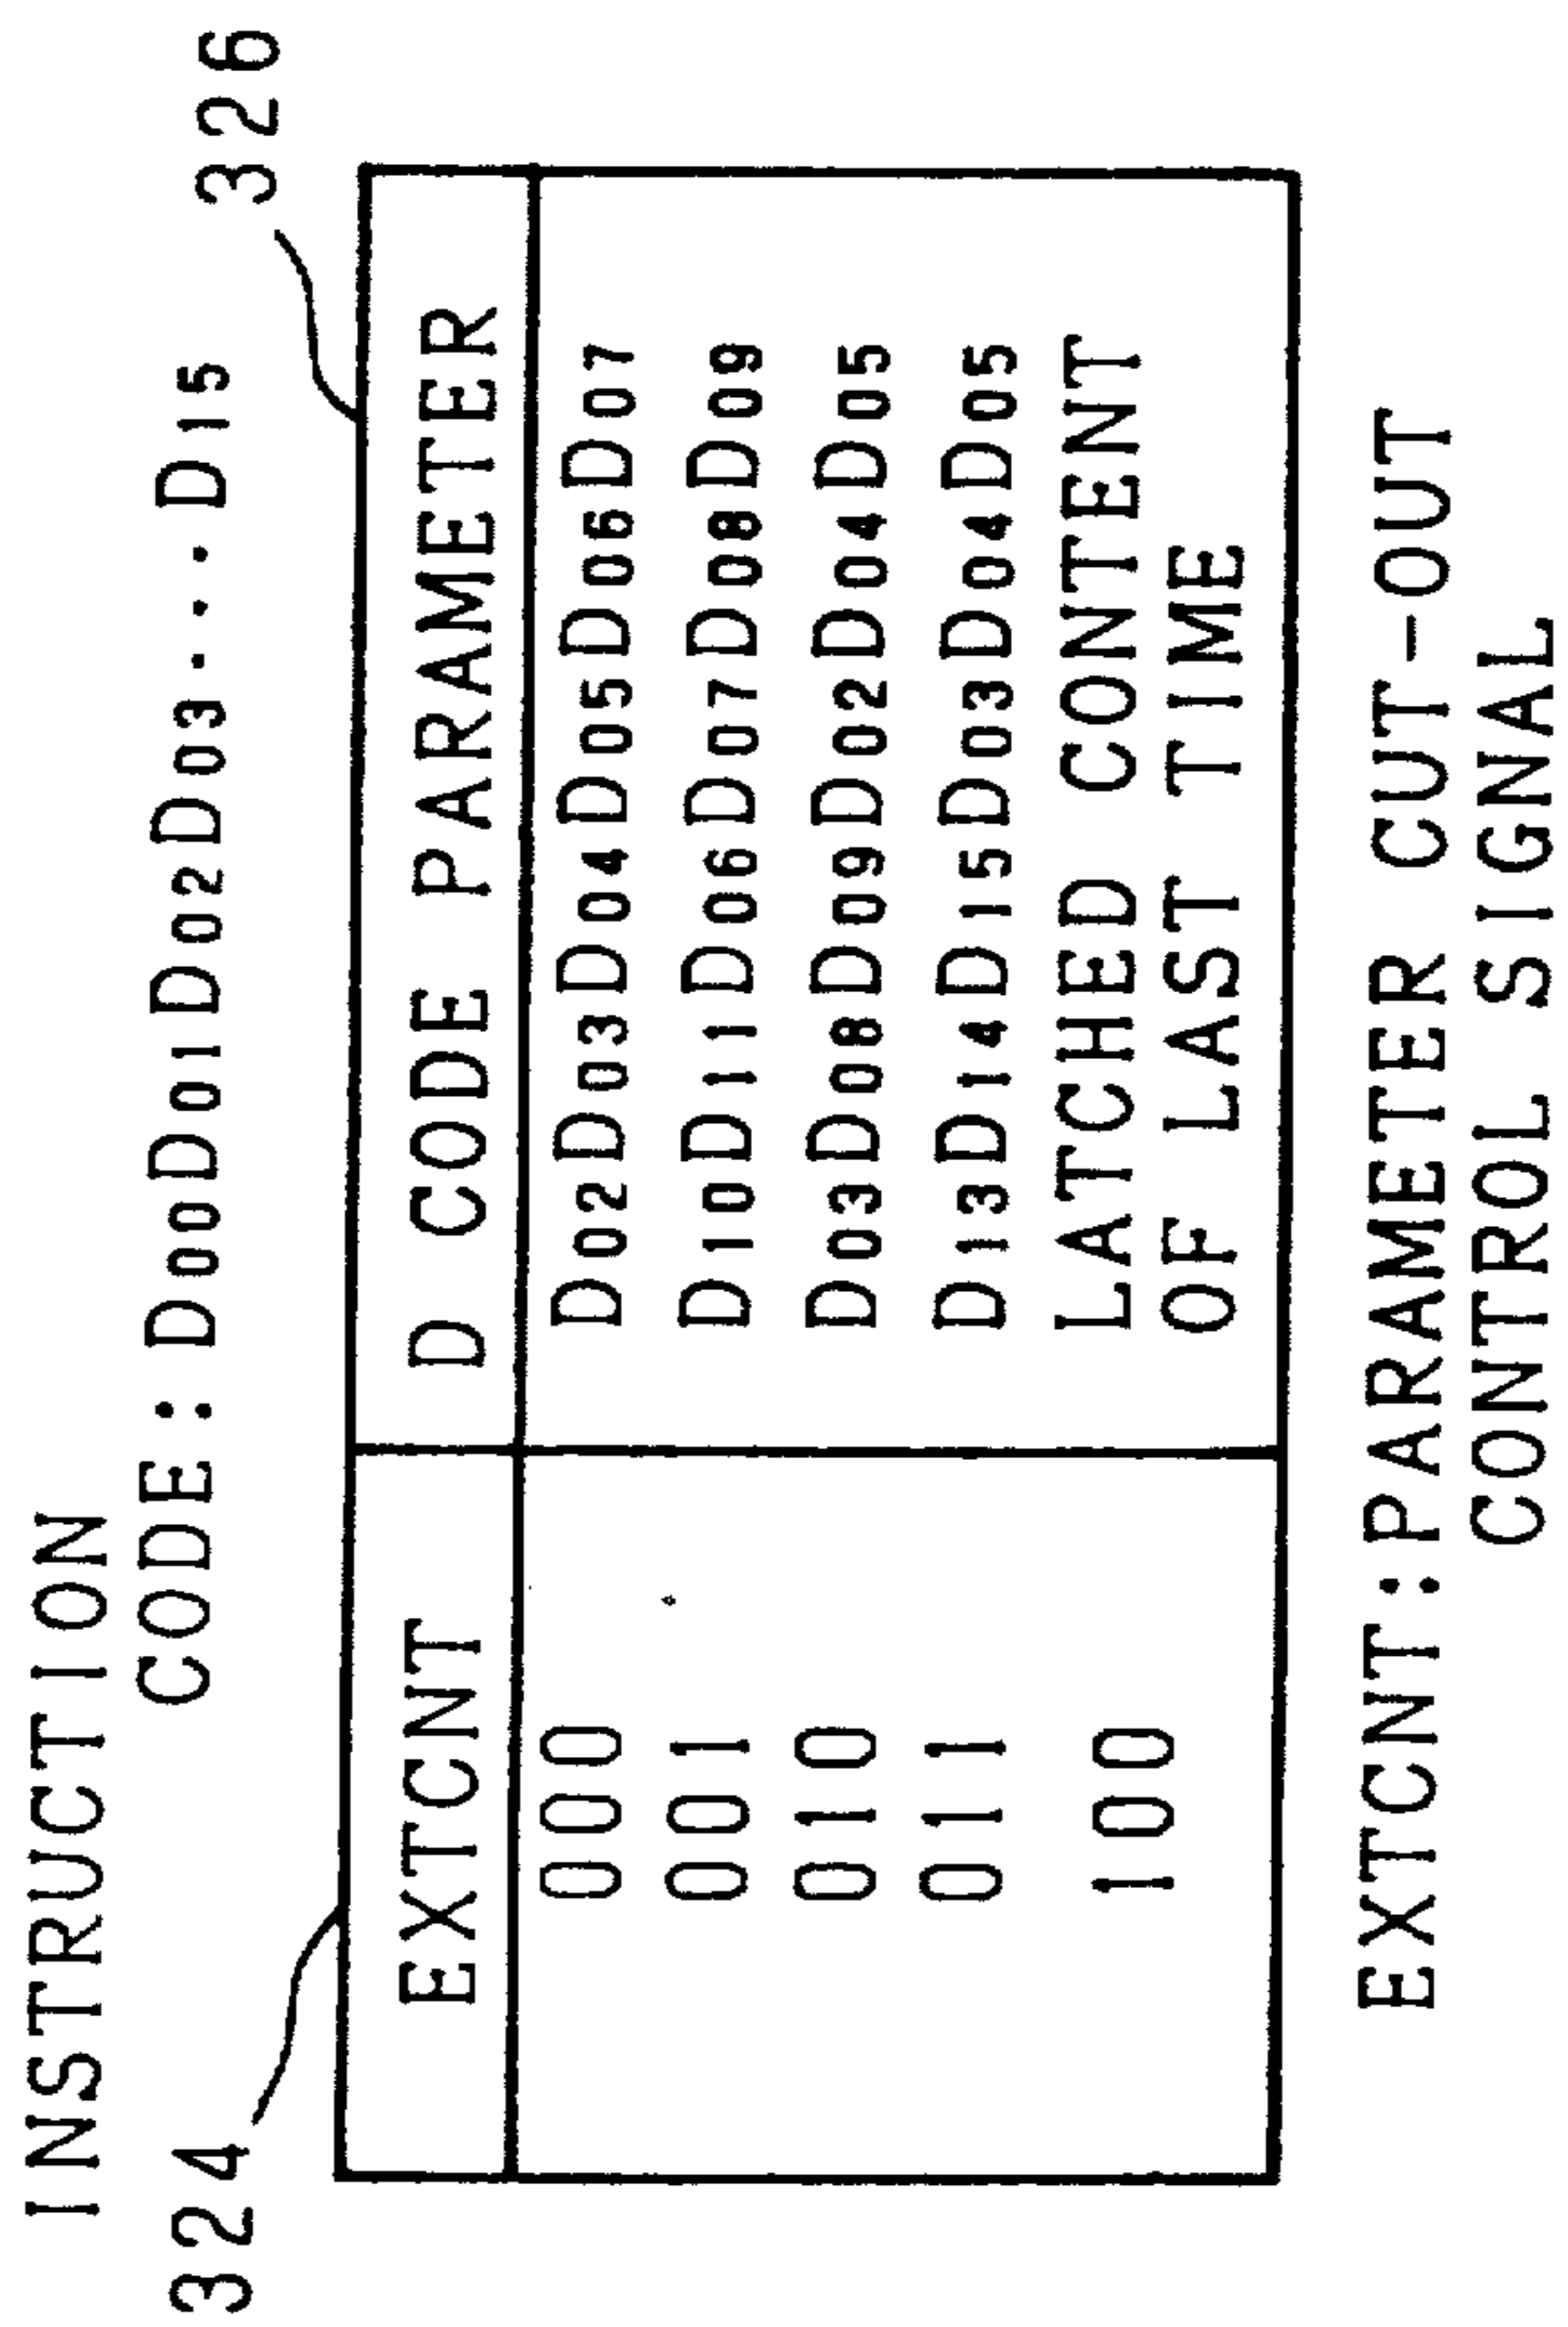 INSTRUCTION
CODE:D00D01D02D03...D15
324
326
EXTCNT D CODE PARAMETER
000 D02D03D04D05D06D07
001 D10D11D06D07D08D09
010 D03D08D09D02D04D05
011 D13D14D15D03D04D05
100 LATCHED CONTENT
OF LAST TIME
EXTCNT:PARAMETER CUT-OUT
CONTROL SIGNAL